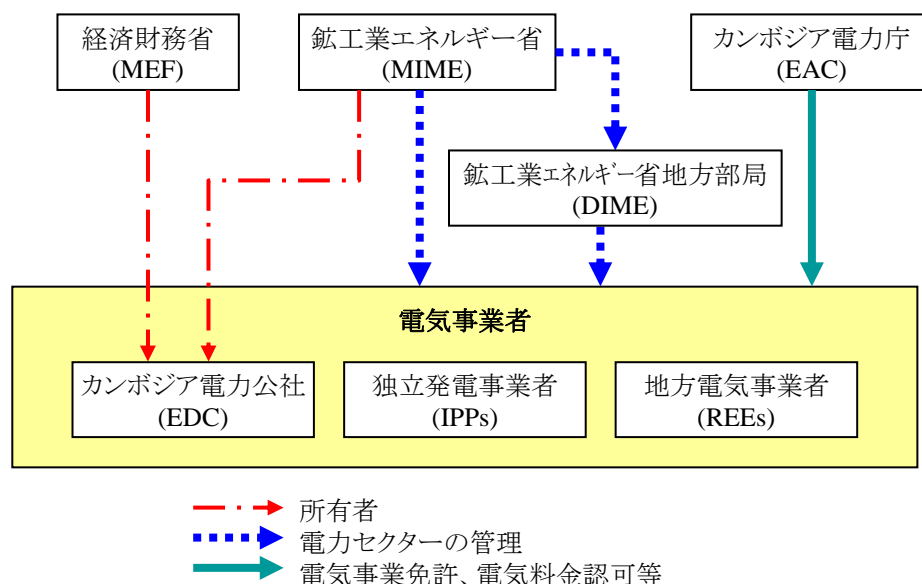 経済財務省
(MEF)
鉱工業エネルギー省
(MIME)
カンボジア電力庁
(EAC)
鉱工業エネルギー省地方部局
(DIME)
電気事業者
カンボジア電力公社
(EDC)
独立発電事業者
(IPPs)
地方電気事業者
(REEs)
所有者
電力セクターの管理
電気事業免許、電気料金認可等